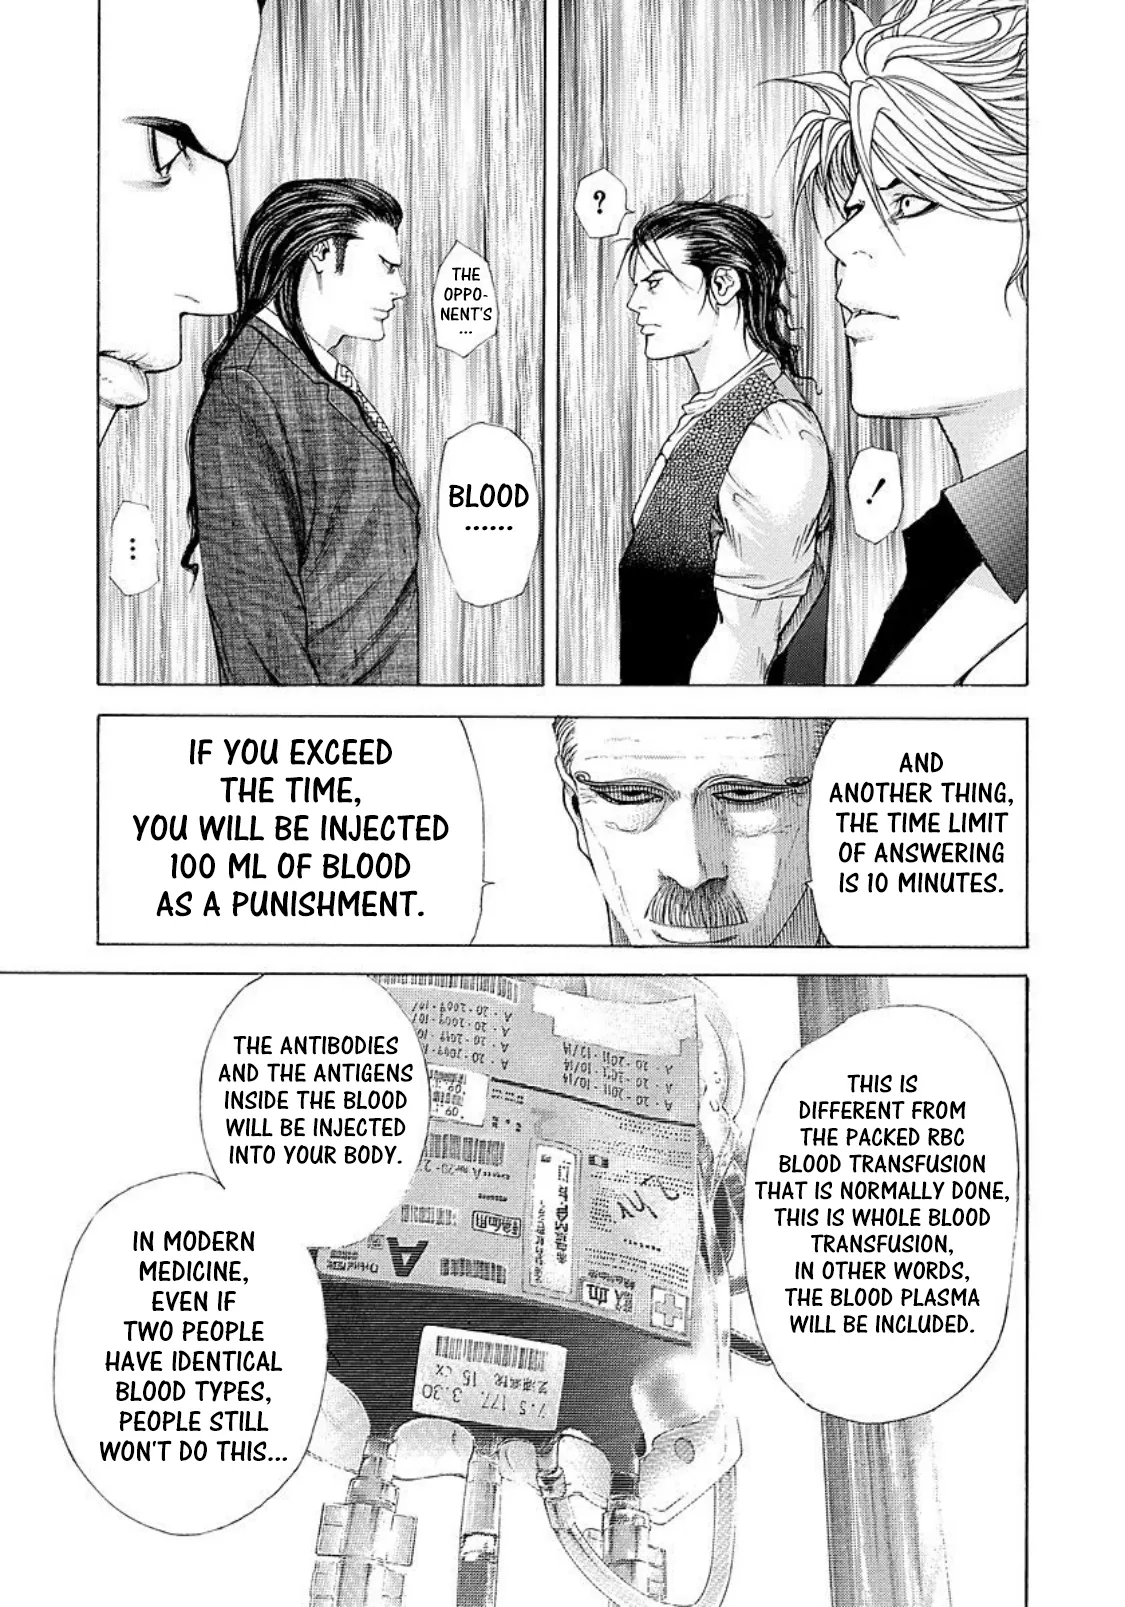 ?
!
THE
OPPO-
NENT'S
...
BLOOD
......
...
AND
ANOTHER THING,
THE TIME LIMIT
OF ANSWERING
IS 10 MINUTES.
IF YOU EXCEED
THE TIME,
YOU WILL BE INJECTED
100 ML OF BLOOD
AS A PUNISHMENT.
THIS IS
DIFFERENT FROM
THE PACKED RBC
BLOOD TRANSFUSION
THAT IS NORMALLY DONE,
THIS IS WHOLE BLOOD
TRANSFUSION,
IN OTHER WORDS,
THE BLOOD PLASMA
WILL BE INCLUDED.
THE ANTIBODIES
AND THE ANTIGENS
INSIDE THE BLOOD
WILL BE INJECTED
INTO YOUR BODY.
IN MODERN
MEDICINE,
EVEN IF
TWO PEOPLE
HAVE IDENTICAL
BLOOD TYPES,
PEOPLE STILL
WON'T DO THIS...
A